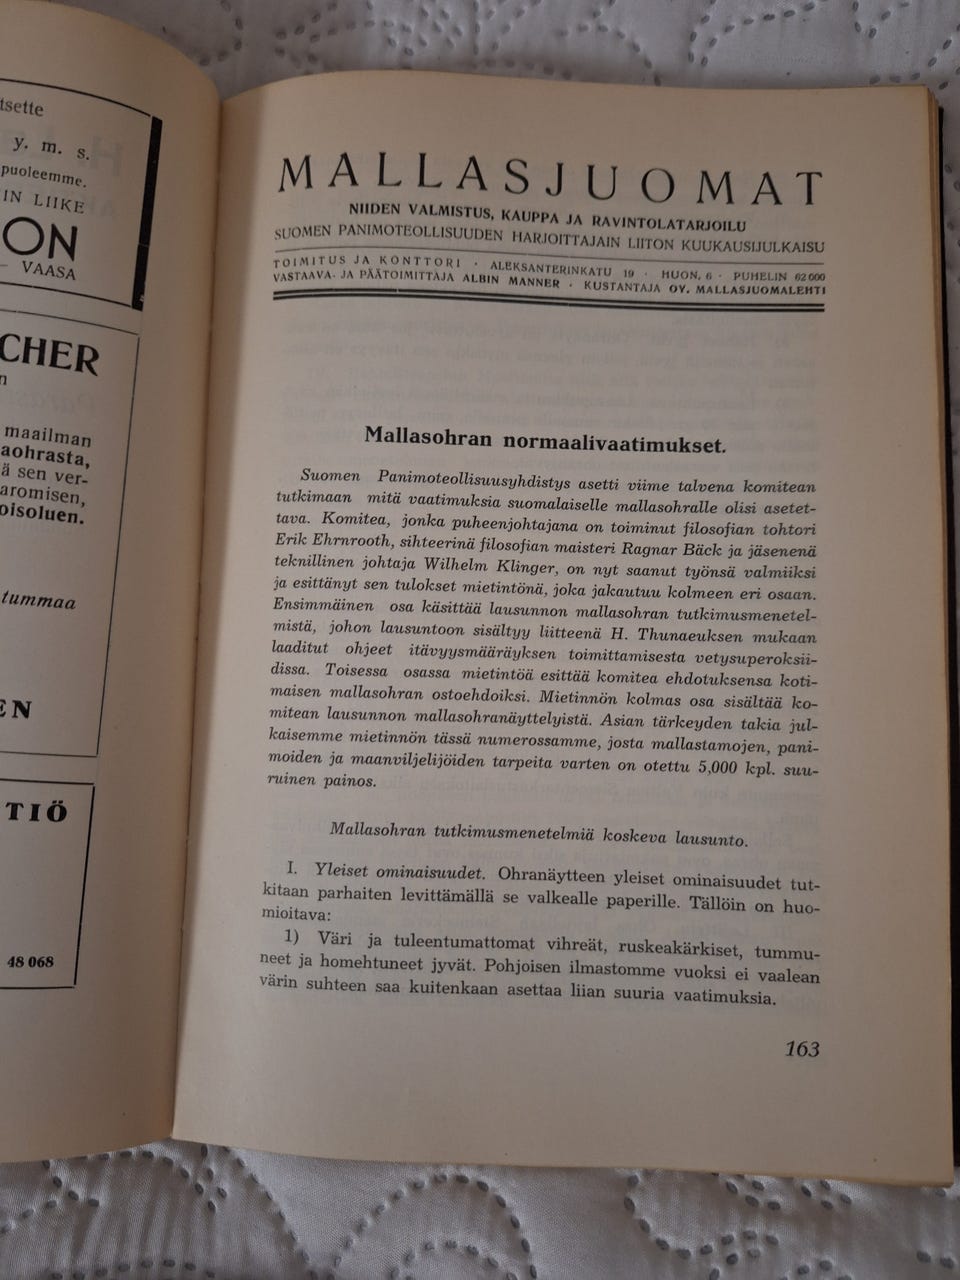 tsette
y. m. s.
puoleemme.
IN LIIKE
ON
— VAASA
CHER
n
maailman
aohrasta,
ä sen ver-
aromisen,
oisoluen.
tummaa
EN
TIÖ
48 068
MALLASJUOMAT
NIIDEN VALMISTUS, KAUPPA JA RAVINTOLATARJOILU
SUOMEN PANIMOTEOLLISUUDEN HARJOITTAJAIN LIITON KUUKAUSIJULKAISU
TOIMITUS JA KONTTORI · ALEKSANTERINKATU 19 · HUON. 6 · PUHELIN 62 000
VASTAAVA- JA PÄÄTOIMITTAJA ALBIN MANNER · KUSTANTAJA OY. MALLASJUOMALEHTI
Mallasohran normaalivaatimukset.
Suomen Panimoteollisuusyhdistys asetti viime talvena komitean
tutkimaan mitä vaatimuksia suomalaiselle mallasohralle olisi asetet-
tava. Komitea, jonka puheenjohtajana on toiminut filosofian tohtori
Erik Ehrnrooth, sihteerinä filosofian maisteri Ragnar Bäck ja jäsenenä
teknillinen johtaja Wilhelm Klinger, on nyt saanut työnsä valmiiksi
ja esittänyt sen tulokset mietintönä, joka jakautuu kolmeen eri osaan.
Ensimmäinen osa käsittää lausunnon mallasohran tutkimusmenetel-
mistä, johon lausuntoon sisältyy liitteenä H. Thunaeuksen mukaan
laaditut ohjeet itävyysmääräyksen toimittamisesta vetysuperoksii-
dissa. Toisessa osassa mietintöä esittää komitea ehdotuksensa koti-
maisen mallasohran ostoehdoiksi. Mietinnön kolmas osa sisältää ko-
mitean lausunnon mallasohranäyttelyistä. Asian tärkeyden takia jul-
kaisemme mietinnön tässä numerossamme, josta mallastamojen, pani-
moiden ja maanviljelijöiden tarpeita varten on otettu 5,000 kpl. suu-
ruinen painos.
Mallasohran tutkimusmenetelmiä koskeva lausunto.
I. Yleiset ominaisuudet. Ohranäytteen yleiset ominaisuudet tut-
kitaan parhaiten levittämällä se valkealle paperille. Tällöin on huo-
mioitava:
1) Väri ja tuleentumattomat vihreät, ruskeakärkiset, tummu-
neet ja homehtuneet jyvät. Pohjoisen ilmastomme vuoksi ei vaalean
värin suhteen saa kuitenkaan asettaa liian suuria vaatimuksia.
163